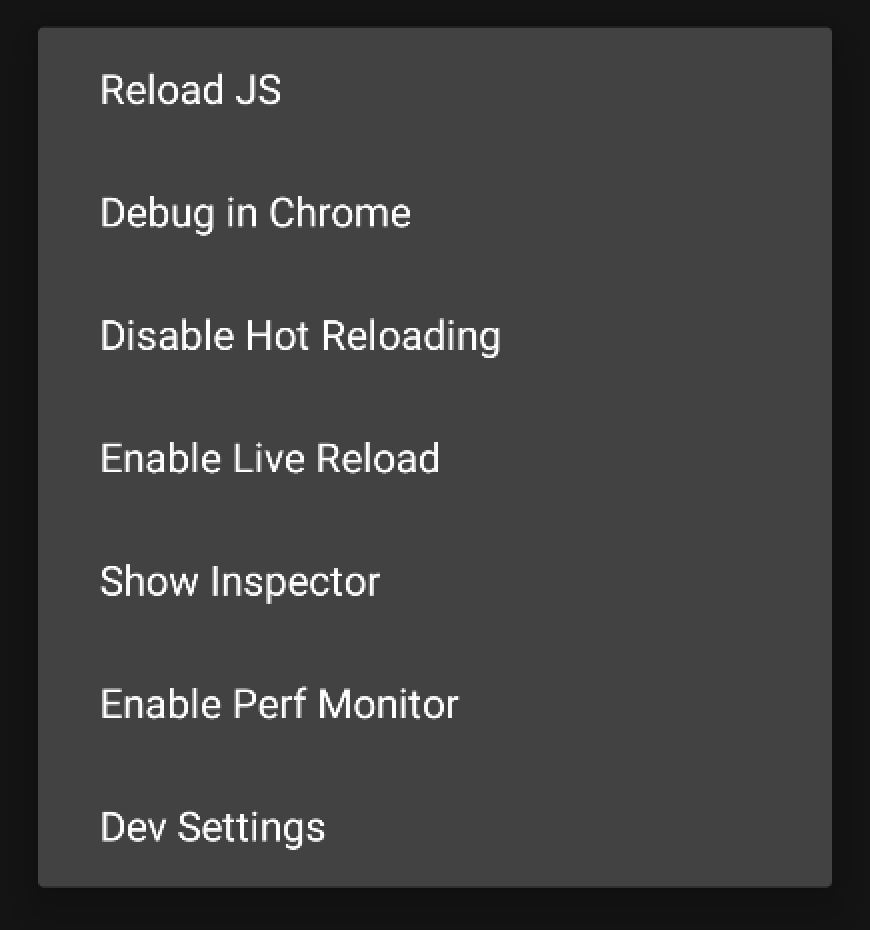 Reload JS
Debug in Chrome
Disable Hot Reloading
Enable Live Reload
Show Inspector
Enable Perf Monitor
Dev Settings